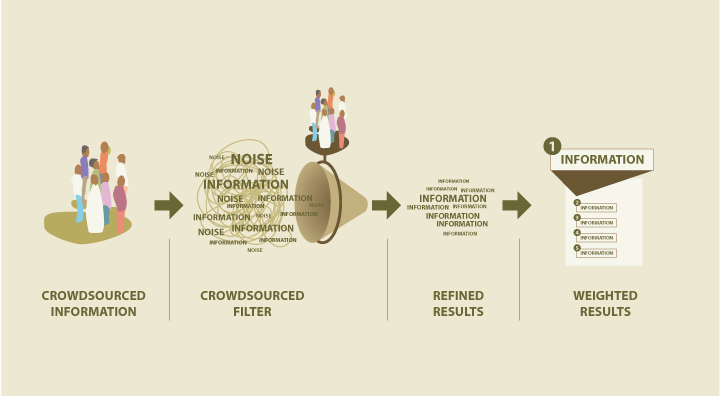 NOISE
NOISE
INFORMATION
NOISE
NOISE
INFORMATION
NOISE
INFORMATION
INFORMATION
NOISE
INFORMATION
NOISE
INFORMATION
INFORMATION
NOISE
INFORMATION
INFORMATION
NOISE
INFORMATION
INFORMATION
INFORMATION
INFORMATION
INFORMATION
INFORMATION
INFORMATION
INFORMATION
INFORMATION
1
INFORMATION
2
INFORMATION
3
INFORMATION
4
INFORMATION
5
INFORMATION
CROWDSOURCED
INFORMATION
CROWDSOURCED
FILTER
REFINED
RESULTS
WEIGHTED
RESULTS